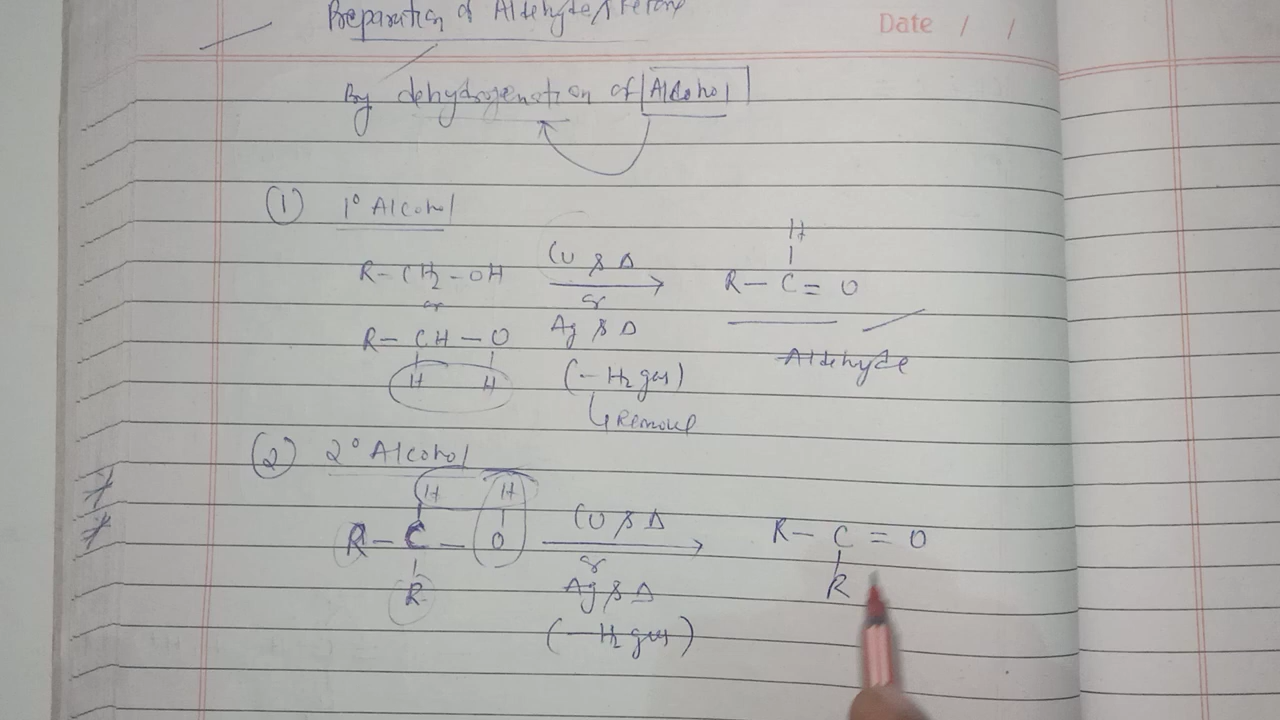 Preparation of Aldehyde/Ketone
Date / /
By dehydrogenation of Alcohol
(1) 1° Alcohol
R-CH2-OH Cu & Δ H
or or R-C=O
R-CH-O Ag & Δ Aldehyde
H H (-H2 gas)
Remove
(2) 2° Alcohol
H H
R-C-O Cu & Δ R-C=O
R or R
Ag & Δ
(-H2 gas)